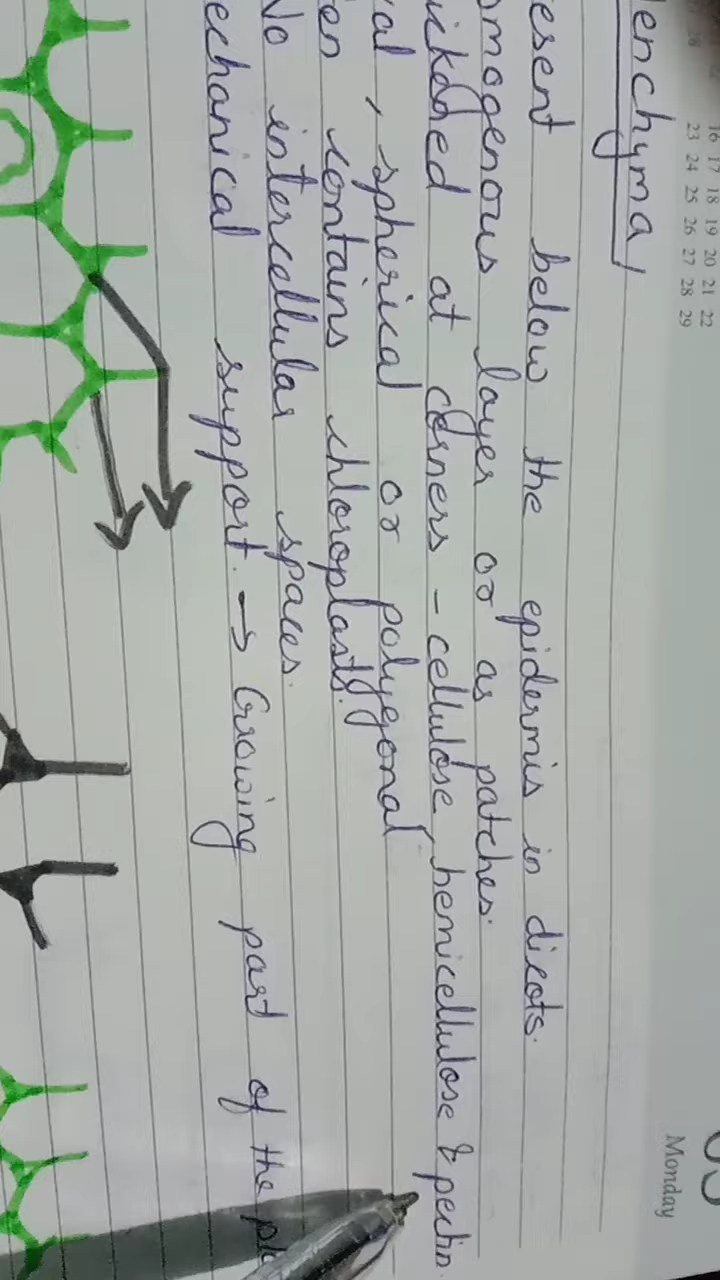 16 17 18 19 20 21 22
23 24 25 26 27 28 29
Monday
lenchyma
esent below the epidermis in dicots.
omogenous layer or as patches.
ickened at corners - cellulose, hemicellulose & pectin
al, spherical or polygonal
en contains chloroplasts.
No intercellular spaces.
echanical support. → Growing part of the pl